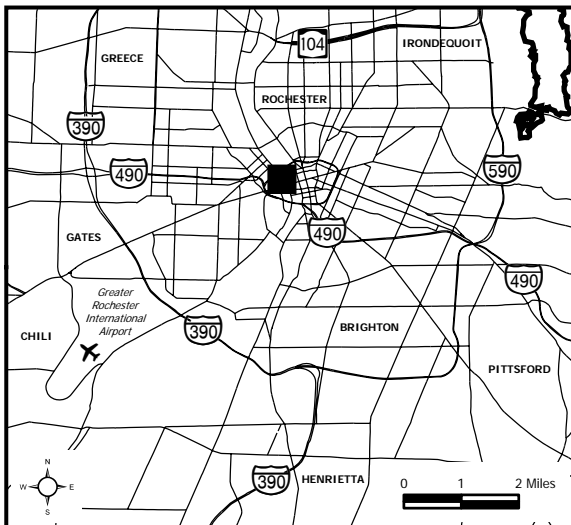 104
IRONDEQUOIT
GREECE
ROCHESTER
390
490
590
490
GATES
490
Greater
Rochester
International
Airport
390
BRIGHTON
CHILI
PITTSFORD
N
W E
S
390
HENRIETTA
0 1 2 Miles